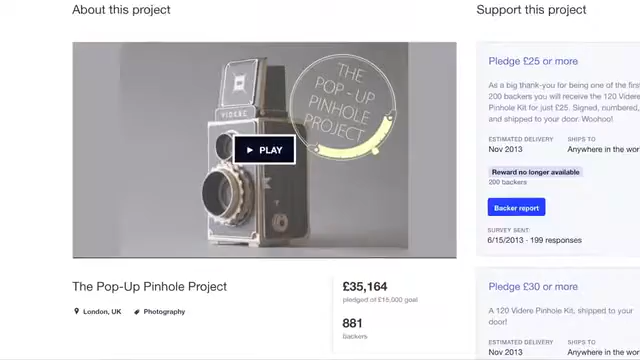 About this project
Support this project
THE
POP-UP
PINHOLE
PROJECT
VIDERE
PLAY
The Pop-Up Pinhole Project
London, UK
Photography
£35,164
pledged of £15,000 goal
881
backers
Pledge £25 or more
As a big thank-you for being one of the first
200 backers you will receive the 120 Videre
Pinhole Kit for just £25. Signed, numbered,
and shipped to your door. Woohoo!
ESTIMATED DELIVERY
Nov 2013
SHIPS TO
Anywhere in the wor
Reward no longer available
200 backers
Backer report
SURVEY SENT:
6/15/2013 · 199 responses
Pledge £30 or more
A 120 Videre Pinhole Kit, shipped to your
door!
ESTIMATED DELIVERY
Nov 2013
SHIPS TO
Anywhere in the wor